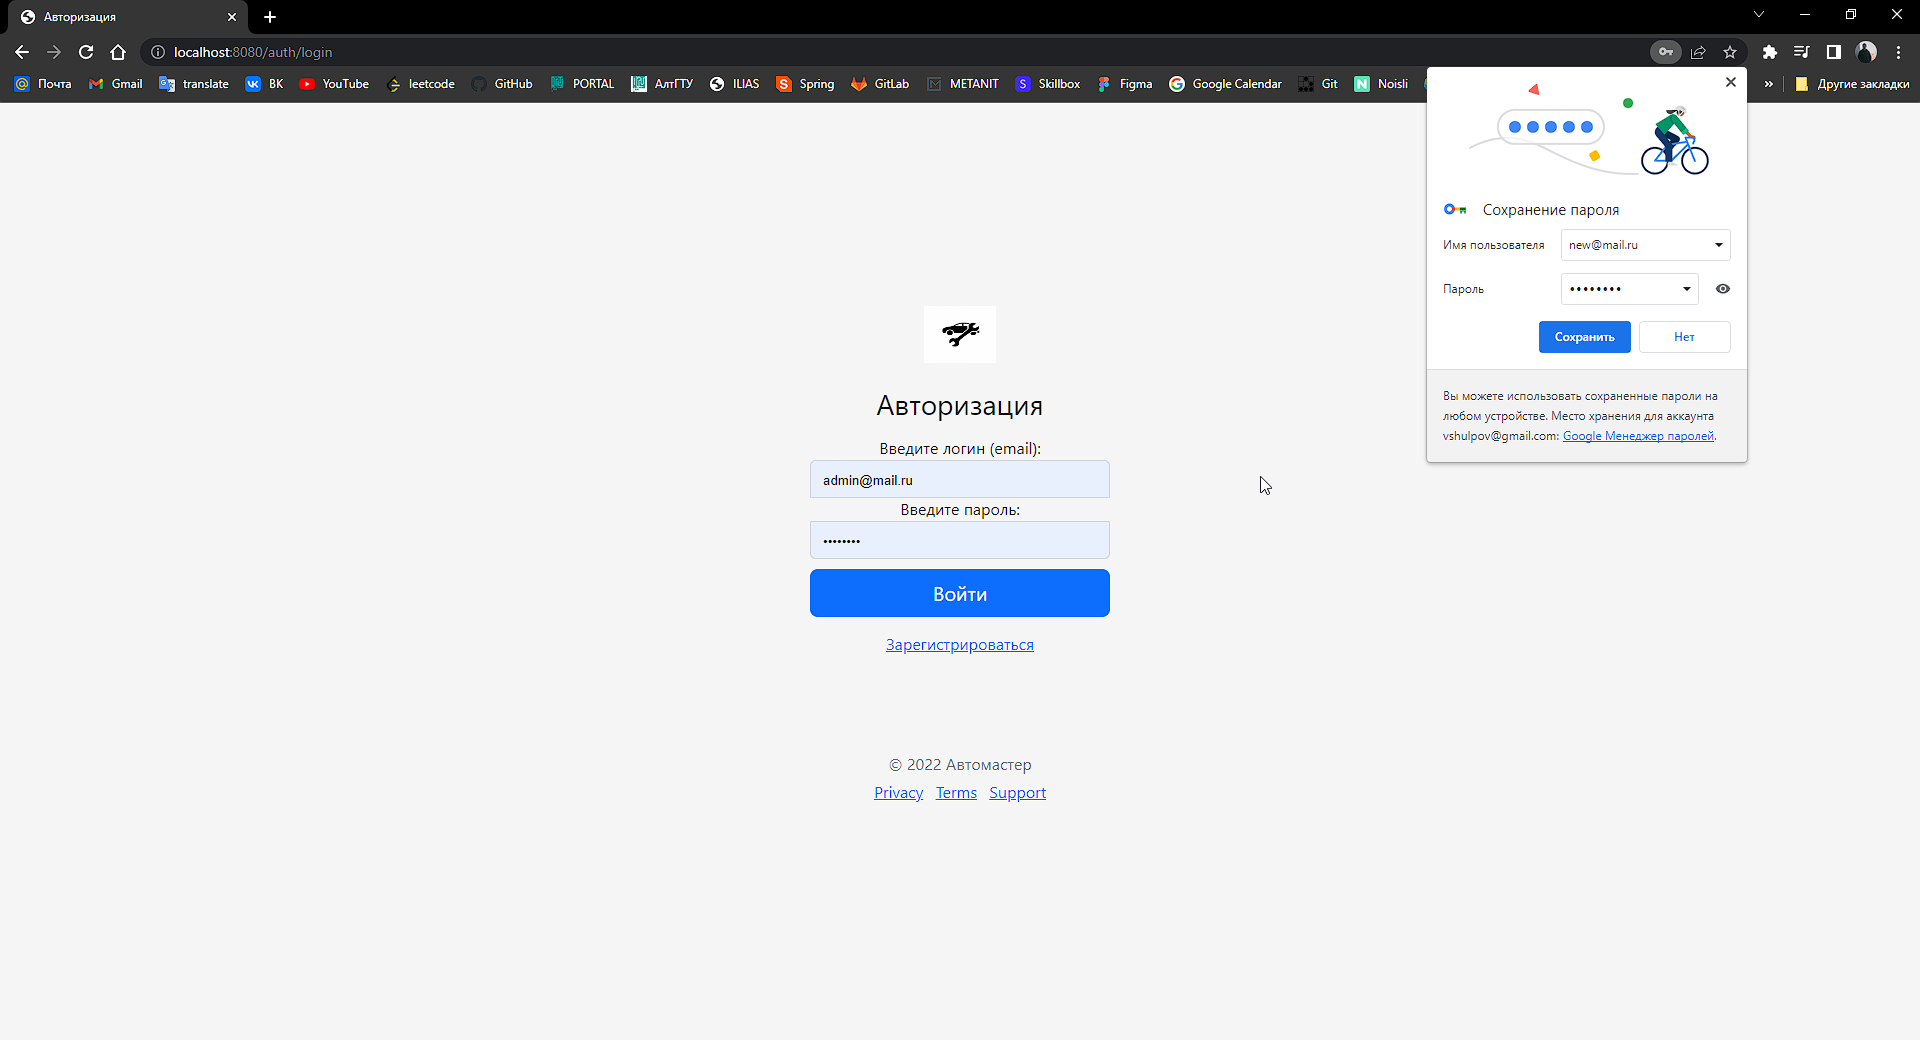 Авторизация
localhost:8080/auth/login
Почта
Gmail
translate
ВК
YouTube
leetcode
GitHub
PORTAL
АлтГТУ
ILIAS
Spring
GitLab
METANIT
Skillbox
Figma
Google Calendar
Git
Noisli
Другие закладки
Сохранение пароля
Имя пользователя
new@mail.ru
Пароль
••••••••
Сохранить
Нет
Вы можете использовать сохраненные пароли на
любом устройстве. Место хранения для аккаунта
vshulpov@gmail.com: Google Менеджер паролей.
Авторизация
Введите логин (email):
admin@mail.ru
Введите пароль:
••••••••
Войти
Зарегистрироваться
© 2022 Автомастер
Privacy Terms Support